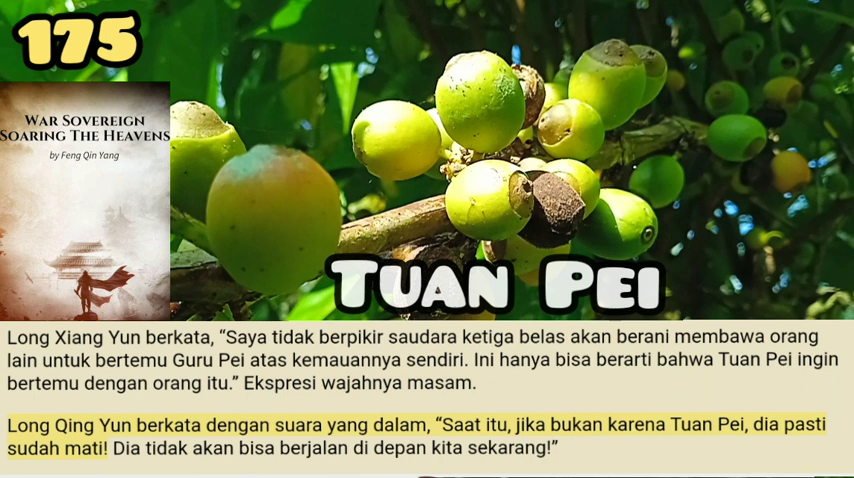 175
WAR SOVEREIGN
SOARING THE HEAVENS
by Feng Qin Yang
TUAN PEI
Long Xiang Yun berkata, “Saya tidak berpikir saudara ketiga belas akan berani membawa orang
lain untuk bertemu Guru Pei atas kemauannya sendiri. Ini hanya bisa berarti bahwa Tuan Pei ingin
bertemu dengan orang itu.” Ekspresi wajahnya masam.
Long Qing Yun berkata dengan suara yang dalam, “Saat itu, jika bukan karena Tuan Pei, dia pasti
sudah mati! Dia tidak akan bisa berjalan di depan kita sekarang!”